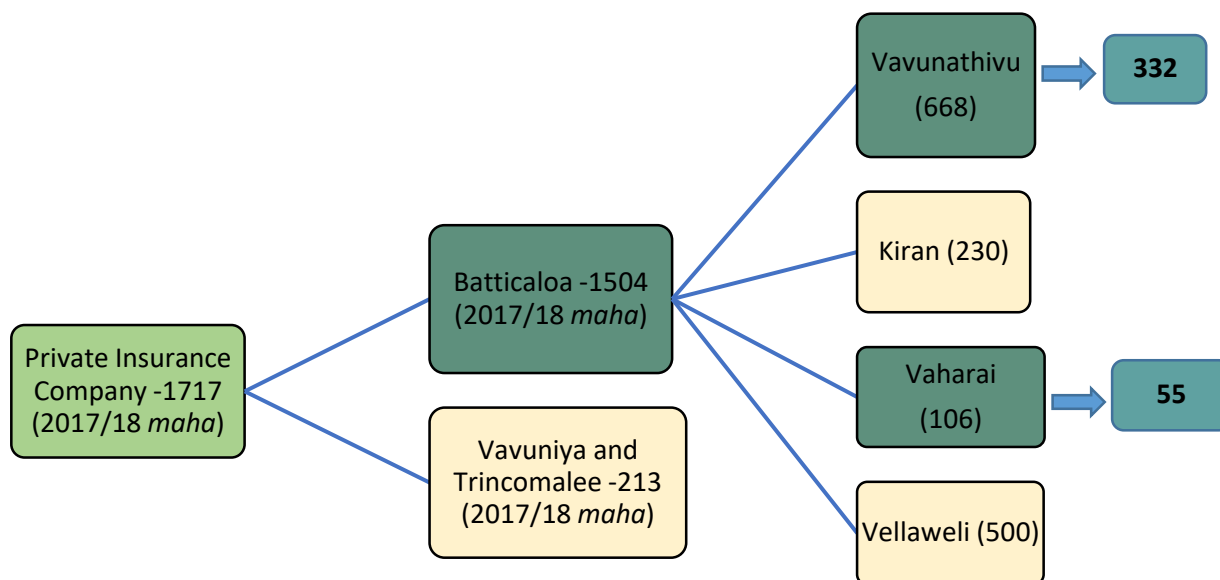 Private Insurance
Company -1717
(2017/18 maha)
Batticaloa -1504
(2017/18 maha)
Vavuniya and
Trincomalee -213
(2017/18 maha)
Vavunathivu
(668)
332
Kiran (230)
Vaharai
(106)
55
Vellaweli (500)